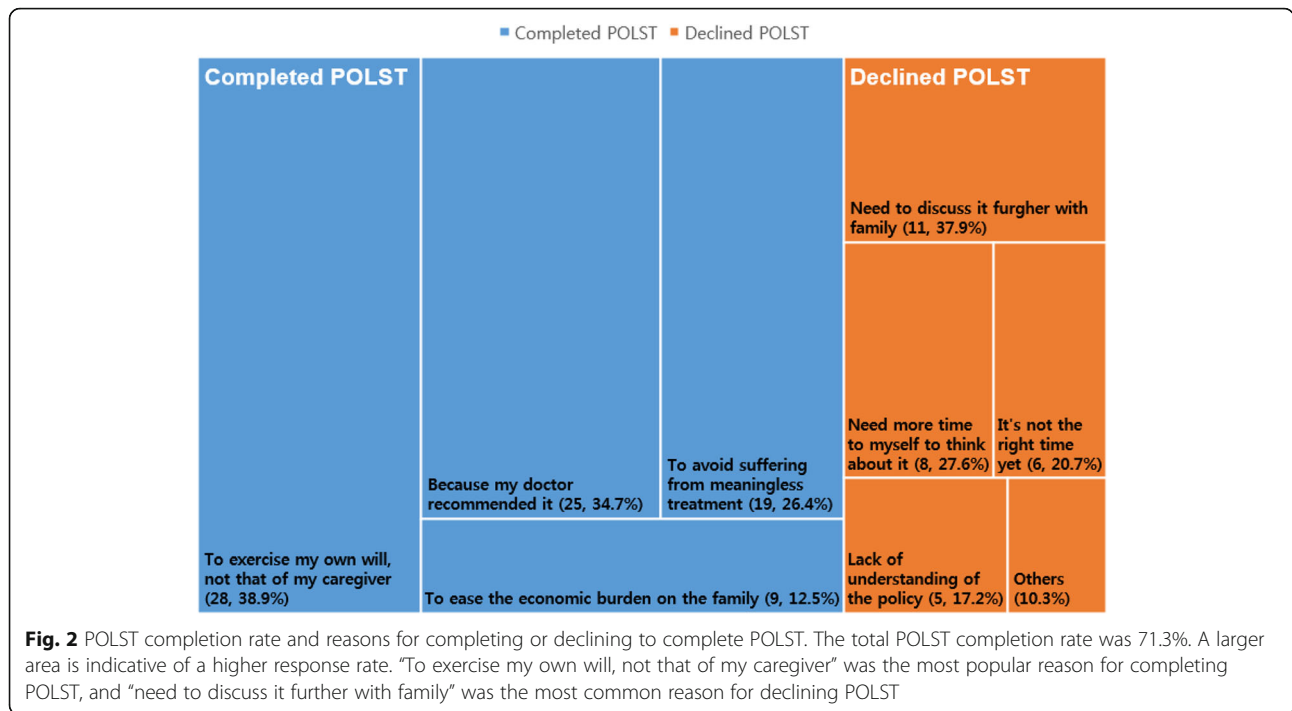 Completed POLST Declined POLST
Completed POLST
To exercise my own will,
not that of my caregiver
(28, 38.9%)
Because my doctor
recommended it (25, 34.7%)
To avoid suffering
from meaningless
treatment (19, 26.4%)
To ease the economic burden on the family (9, 12.5%)
Declined POLST
Need to discuss it furgher with
family (11, 37.9%)
Need more time
to myself to think
about it (8, 27.6%)
It's not the
right time
yet (6, 20.7%)
Lack of
understanding of
the policy (5, 17.2%)
Others
(10.3%)
Fig. 2 POLST completion rate and reasons for completing or declining to complete POLST. The total POLST completion rate was 71.3%. A larger
area is indicative of a higher response rate. “To exercise my own will, not that of my caregiver” was the most popular reason for completing
POLST, and “need to discuss it further with family” was the most common reason for declining POLST